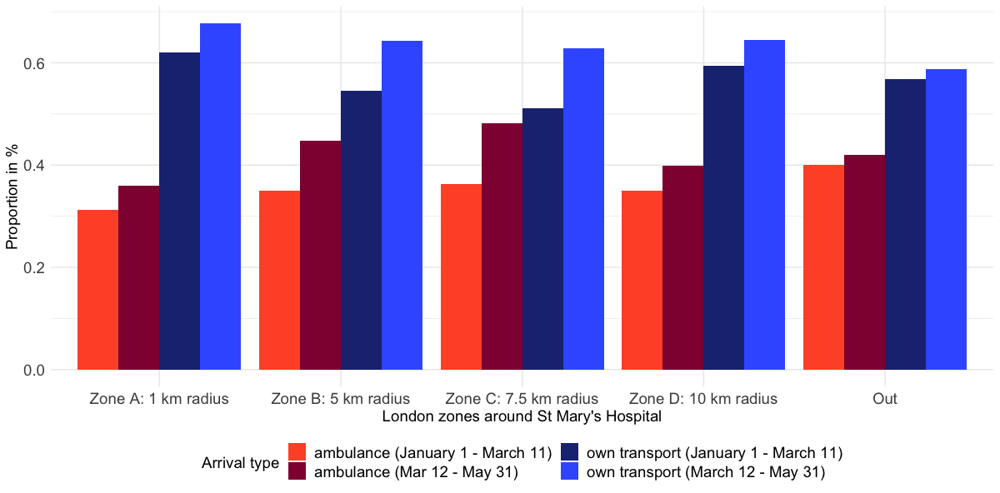 Proportion in %
0.6
0.4
0.2
0.0
Zone A: 1 km radius
Zone B: 5 km radius
Zone C: 7.5 km radius
Zone D: 10 km radius
Out
London zones around St Mary's Hospital
Arrival type
ambulance (January 1 - March 11)
ambulance (Mar 12 - May 31)
own transport (January 1 - March 11)
own transport (March 12 - May 31)